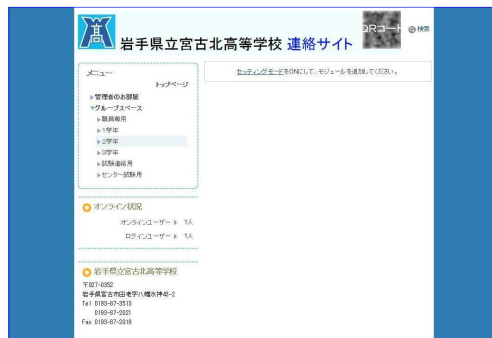 髙
岩手県立宮古北高等学校 連絡サイト
QRコード
検索
メニュー
トップページ
管理者のお部屋
グループスペース
職員専用
1学年
2学年
3学年
試験連絡用
センター試験用
セッティングモードをONにして、モジュールを追加してください。
オンライン状況
オンラインユーザー 1人
ログインユーザー 1人
岩手県立宮古北高等学校
〒027-0352
岩手県宮古市田老字八幡水神45-2
Tel 0193-87-3513
0193-87-2021
Fax 0193-87-2019